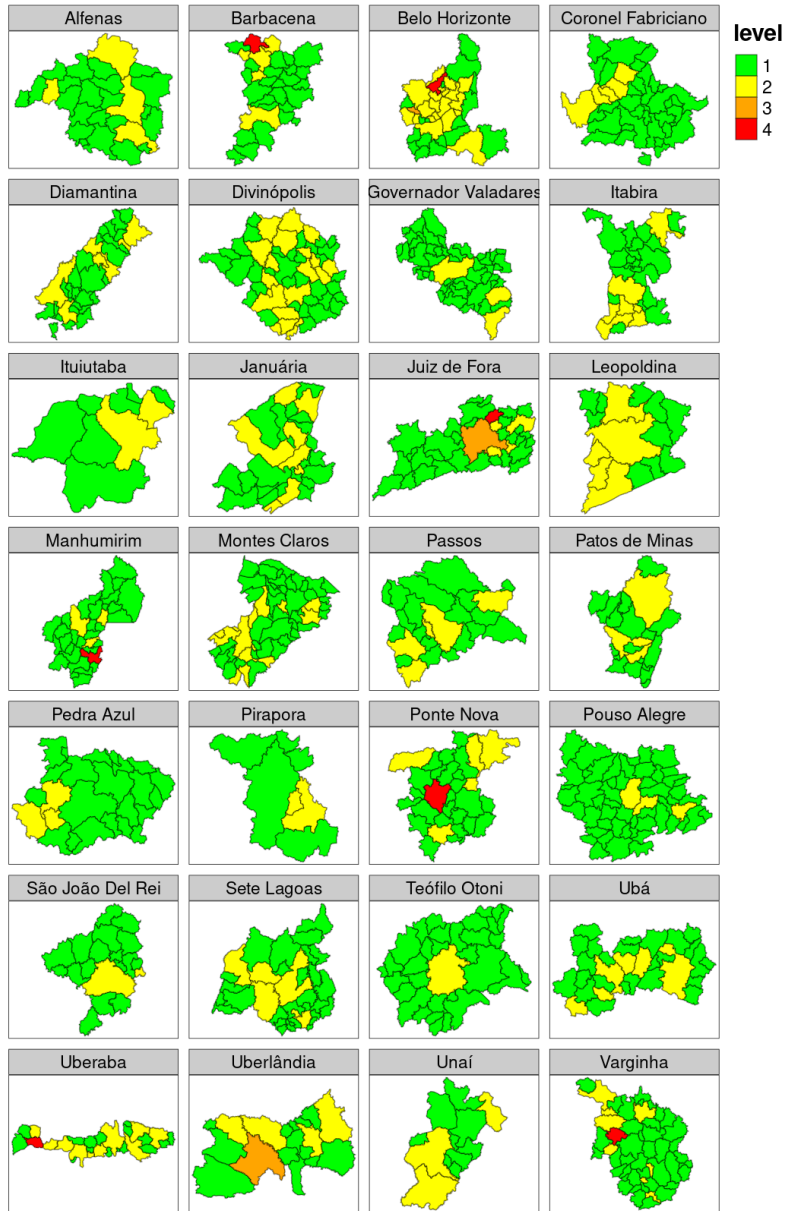 Alfenas
Barbacena
Belo Horizonte
Coronel Fabriciano
level
1
2
3
4
Diamantina
Divinópolis
Governador Valadares
Itabira
Ituiutaba
Januária
Juiz de Fora
Leopoldina
Manhumirim
Montes Claros
Passos
Patos de Minas
Pedra Azul
Pirapora
Ponte Nova
Pouso Alegre
São João Del Rei
Sete Lagoas
Teófilo Otoni
Ubá
Uberaba
Uberlândia
Unaí
Varginha